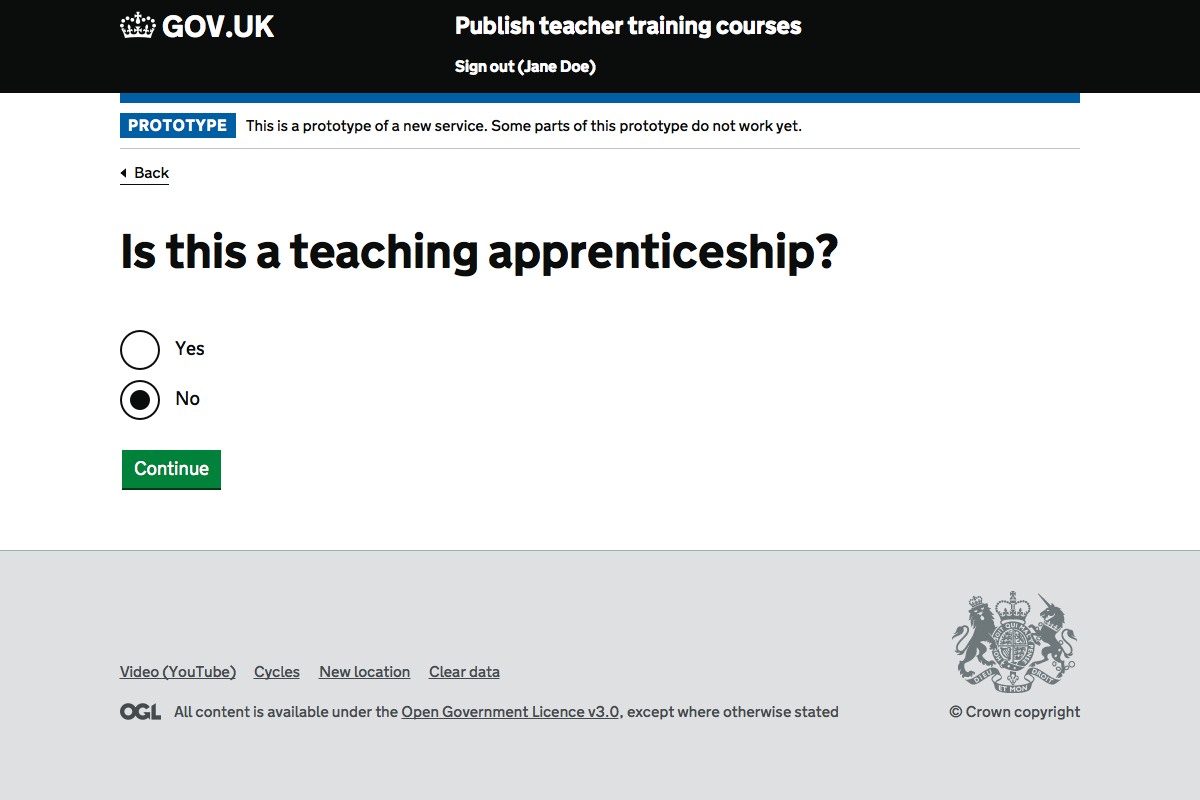 GOV.UK
Publish teacher training courses
Sign out (Jane Doe)
PROTOTYPE This is a prototype of a new service. Some parts of this prototype do not work yet.
Back
Is this a teaching apprenticeship?
Yes
No
Continue
Video (YouTube) Cycles New location Clear data
OGL All content is available under the Open Government Licence v3.0, except where otherwise stated
DIEU ET MON DROIT
© Crown copyright